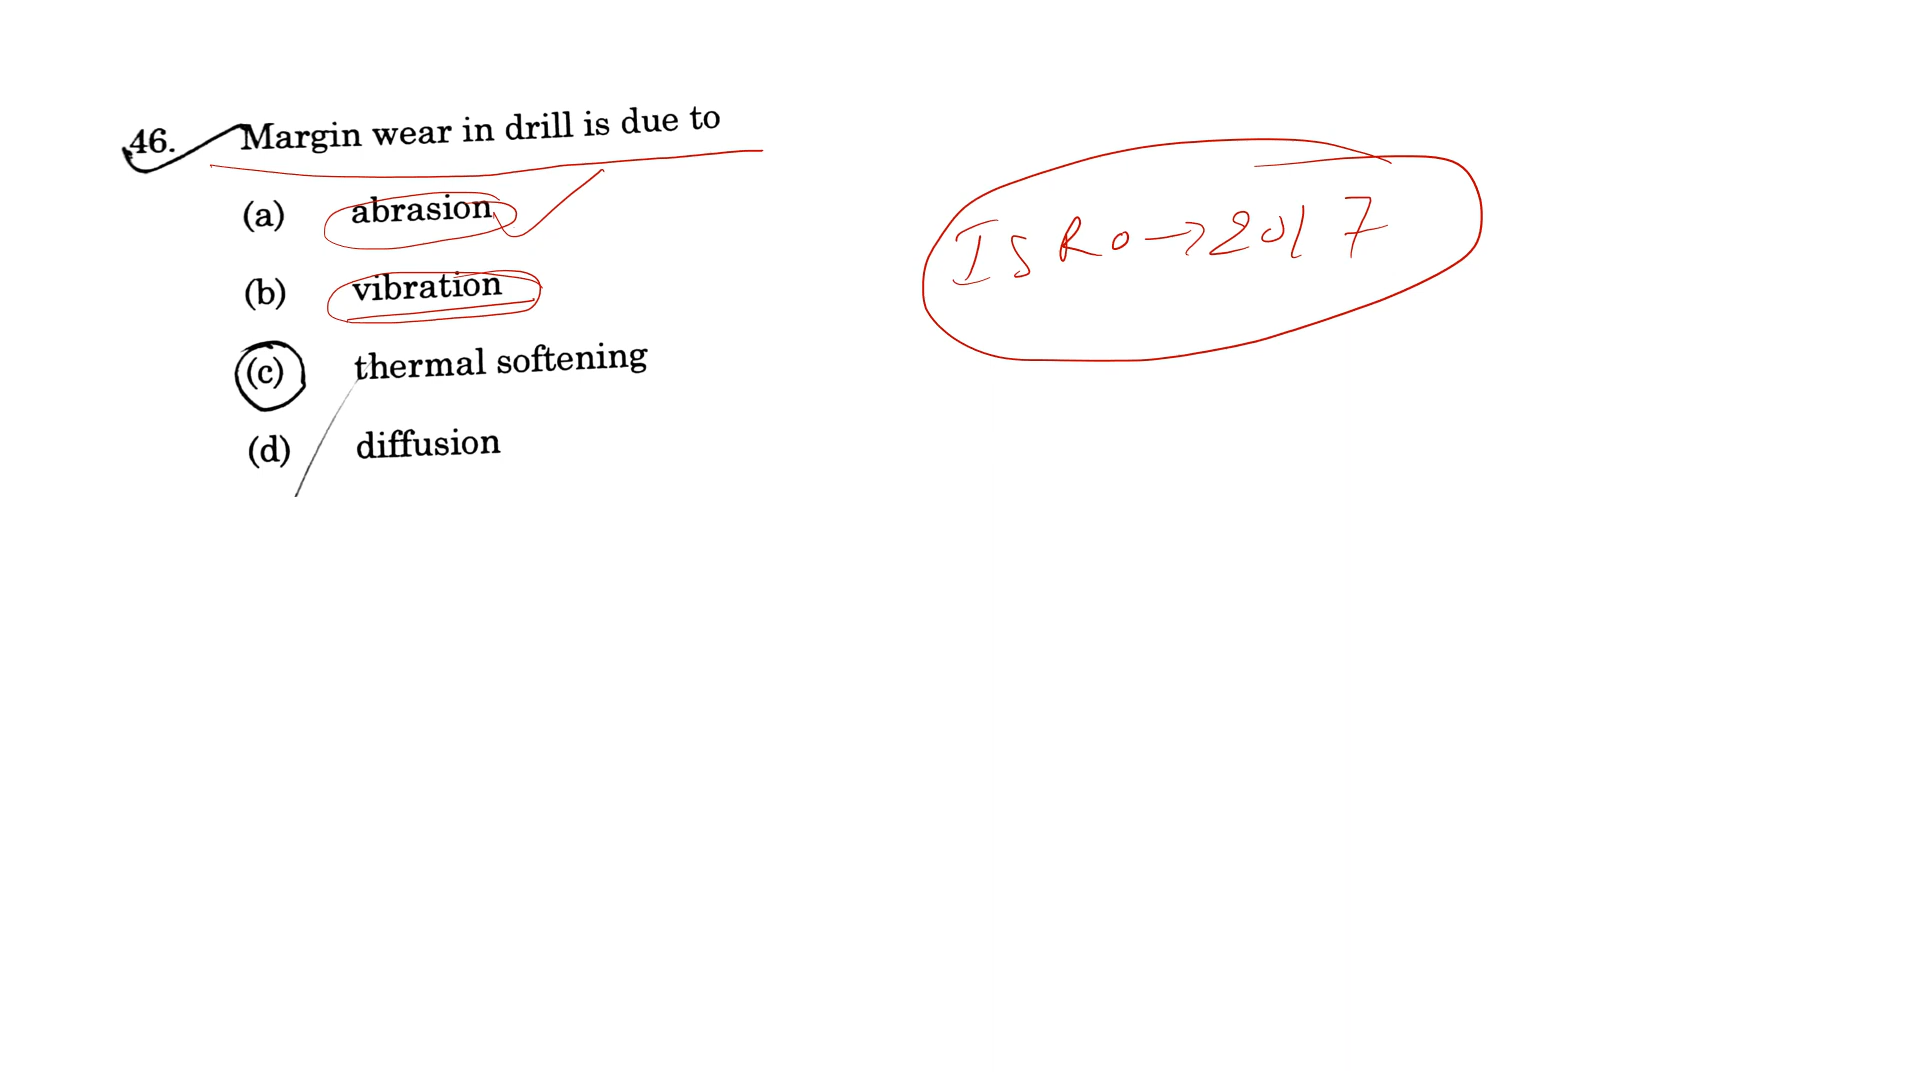 46. Margin wear in drill is due to
(a) abrasion
(b) vibration
(c) thermal softening
(d) diffusion
ISRO → 2017